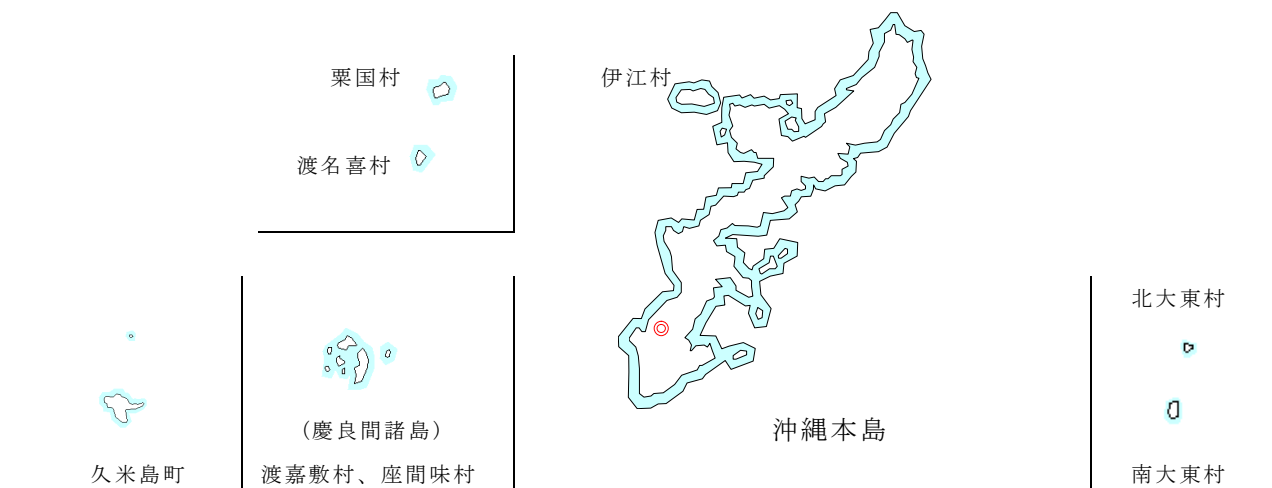 粟国村
伊江村
渡名喜村
北大東村
(慶良間諸島)
沖縄本島
久米島町
渡嘉敷村、座間味村
南大東村